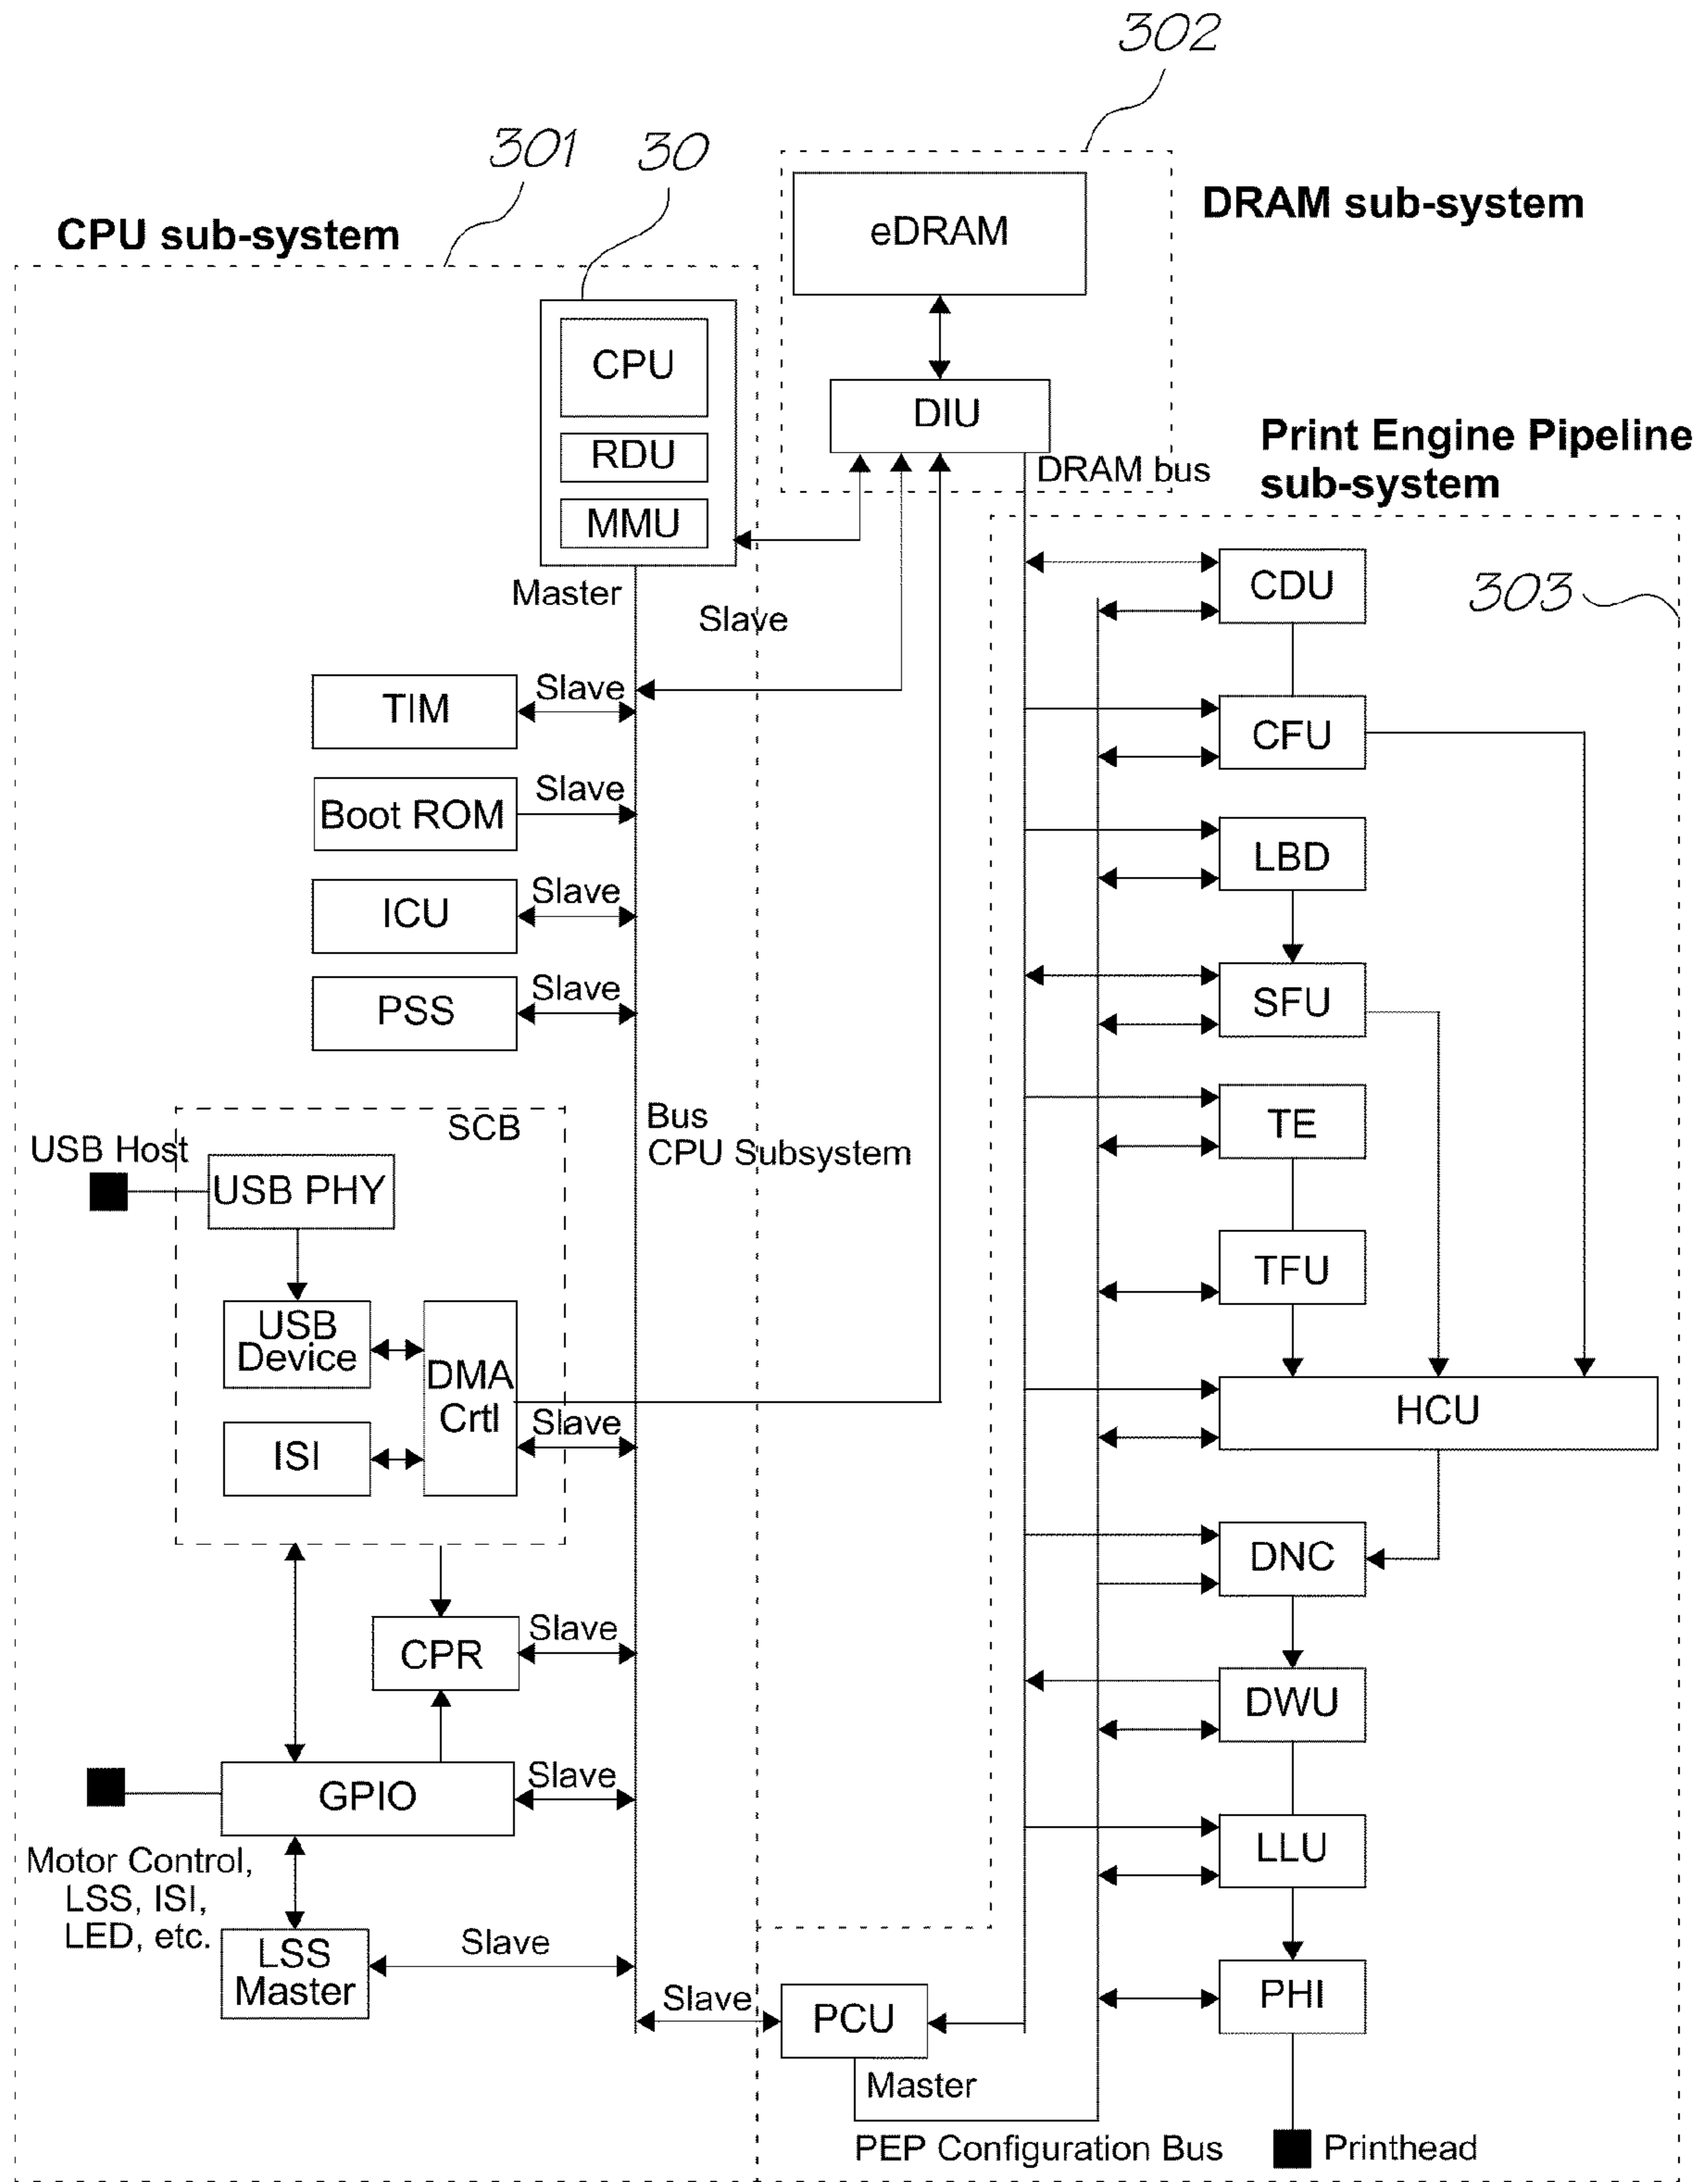 302
301
30
DRAM sub-system
CPU sub-system
eDRAM
CPU
DIU
Print Engine Pipeline
sub-system
RDU
DRAM bus
MMU
Master
Slave
CDU
303
TIM
Slave
CFU
Boot ROM
Slave
LBD
ICU
Slave
PSS
Slave
SFU
SCB
Bus
CPU Subsystem
TE
USB Host
USB PHY
TFU
USB
Device
DMA
Crtl
Slave
HCU
ISI
DNC
CPR
Slave
DWU
GPIO
Slave
Motor Control,
LSS, ISI,
LED, etc.
LLU
LSS
Master
Slave
Slave
PCU
PHI
Master
PEP Configuration Bus
Printhead